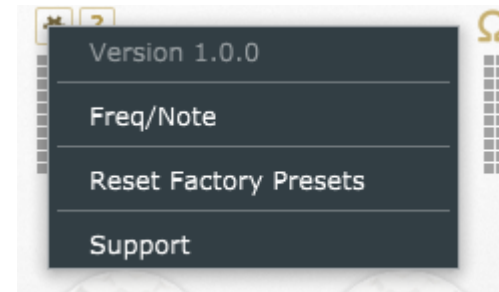 ?
Ω
Version 1.0.0
Freq/Note
Reset Factory Presets
Support